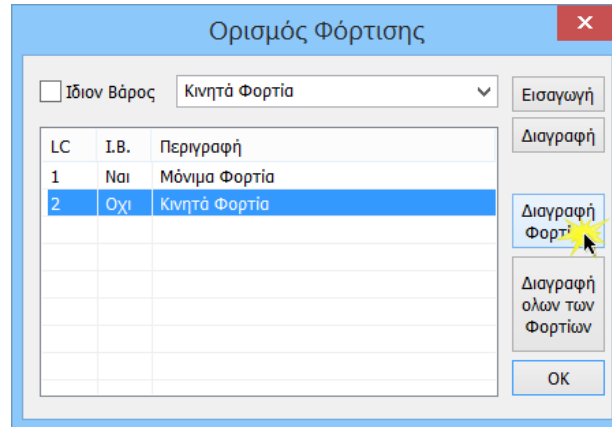 Ορισμός Φόρτισης
Ιδιον Βάρος
Κινητά Φορτία
Εισαγωγή
Διαγραφή
LC Ι.Β. Περιγραφή
1 Ναι Μόνιμα Φορτία
2 Οχι Κινητά Φορτία
Διαγραφή
Διαγραφή
ολων των
Φορτίων
OK